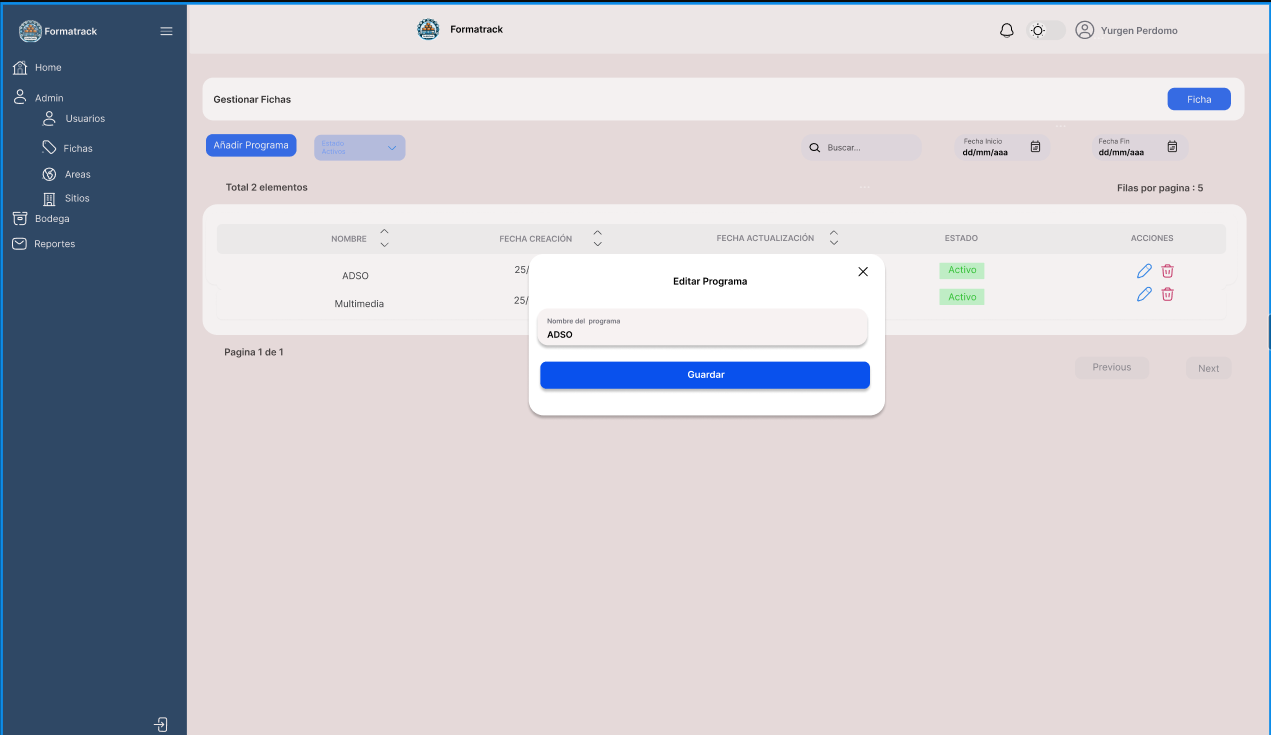 Formatrack
Formatrack
Yurgen Perdomo
Home
Admin
Usuarios
Fichas
Areas
Sitios
Bodega
Reportes
Gestionar Fichas
Ficha
Añadir Programa
Estado
Activos
Buscar...
Fecha Inicio
dd/mm/aaa
Fecha Fin
dd/mm/aaa
Total 2 elementos
Filas por pagina : 5
NOMBRE FECHA CREACIÓN FECHA ACTUALIZACIÓN ESTADO ACCIONES
ADSO 25/ Activo
Multimedia 25/ Activo
Editar Programa
Nombre del programa
ADSO
Guardar
Pagina 1 de 1
Previous
Next